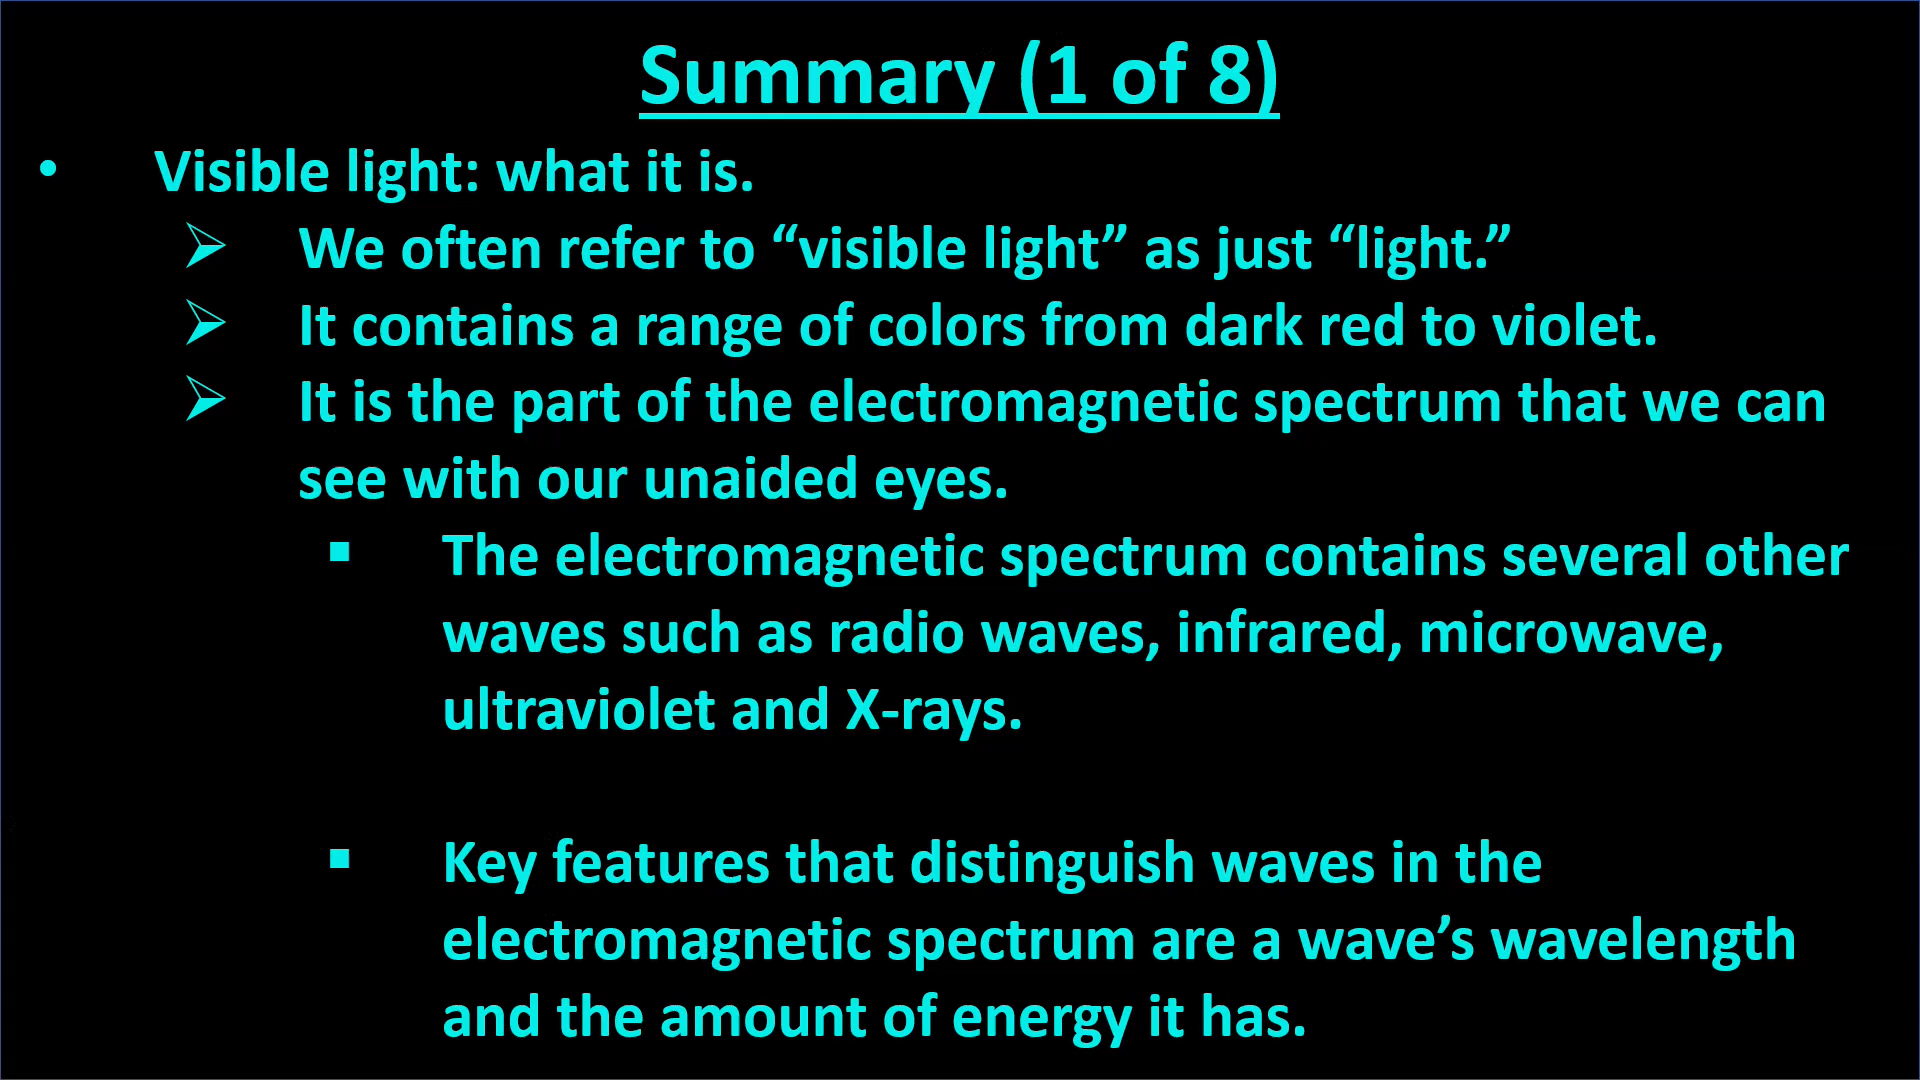 Summary (1 of 8)
• Visible light: what it is.
➢ We often refer to “visible light” as just “light.”
➢ It contains a range of colors from dark red to violet.
➢ It is the part of the electromagnetic spectrum that we can
see with our unaided eyes.
▪ The electromagnetic spectrum contains several other
waves such as radio waves, infrared, microwave,
ultraviolet and X-rays.
▪ Key features that distinguish waves in the
electromagnetic spectrum are a wave’s wavelength
and the amount of energy it has.